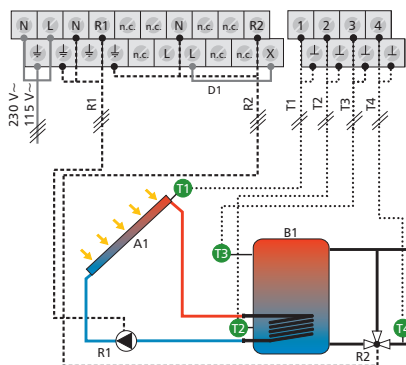 N L N R1 n.c. n.c. N n.c. n.c. R2
1 2 3 4
n.c. n.c. L L n.c. X
D1
230 V~
115 V~
R1
R2
T1
T2
T3
T4
T1
A1
B1
T3
T2
T4
R1
R2